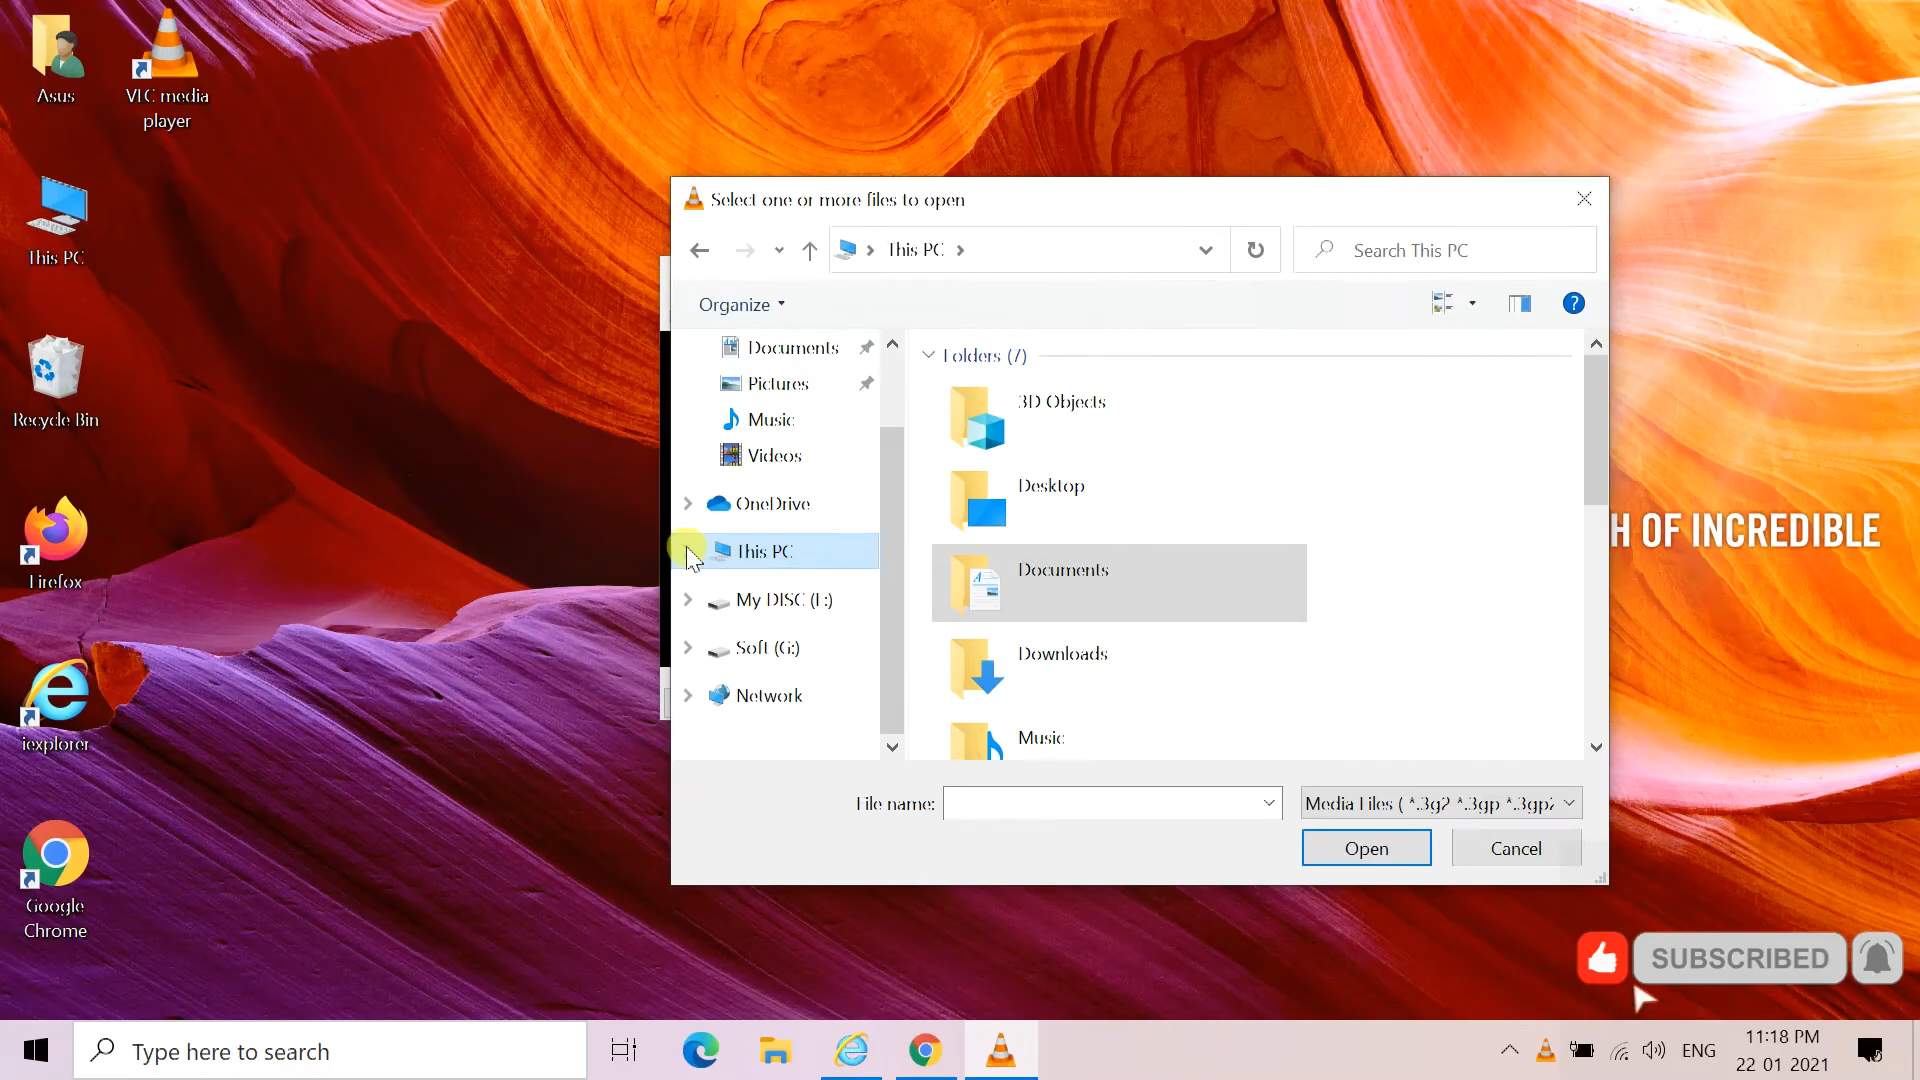 Asus
VLC media
player
This PC
Recycle Bin
Firefox
iexplorer
Google
Chrome
Select one or more files to open
This PC
Search This PC
Organize
?
Documents
Pictures
Music
Videos
OneDrive
This PC
My DISC (F:)
Soft (G:)
Network
Folders (7)
3D Objects
Desktop
Documents
Downloads
Music
File name:
Media Files ( *.3g2 *.3gp *.3gp2
Open
Cancel
H OF INCREDIBLE
SUBSCRIBED
Type here to search
ENG
11:18 PM
22 01 2021